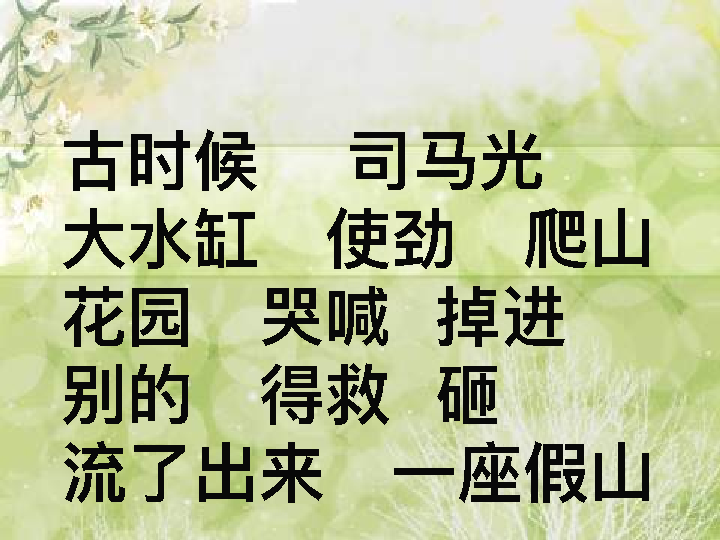 古时候 司马光
大水缸 使劲 爬山
花园 哭喊 掉进
别的 得救 砸
流了出来 一座假山